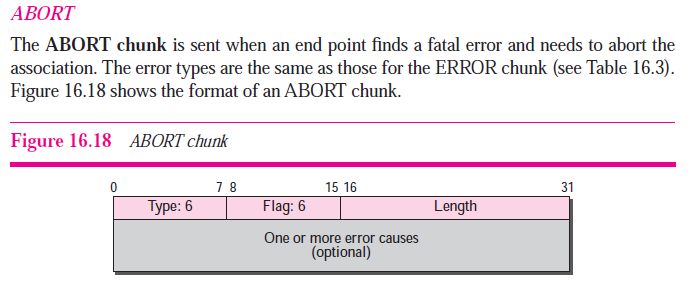 ABORT
The ABORT chunk is sent when an end point finds a fatal error and needs to abort the
association. The error types are the same as those for the ERROR chunk (see Table 16.3).
Figure 16.18 shows the format of an ABORT chunk.
Figure 16.18 ABORT chunk
0 7 8 15 16 31
Type: 6 Flag: 6 Length
One or more error causes
(optional)